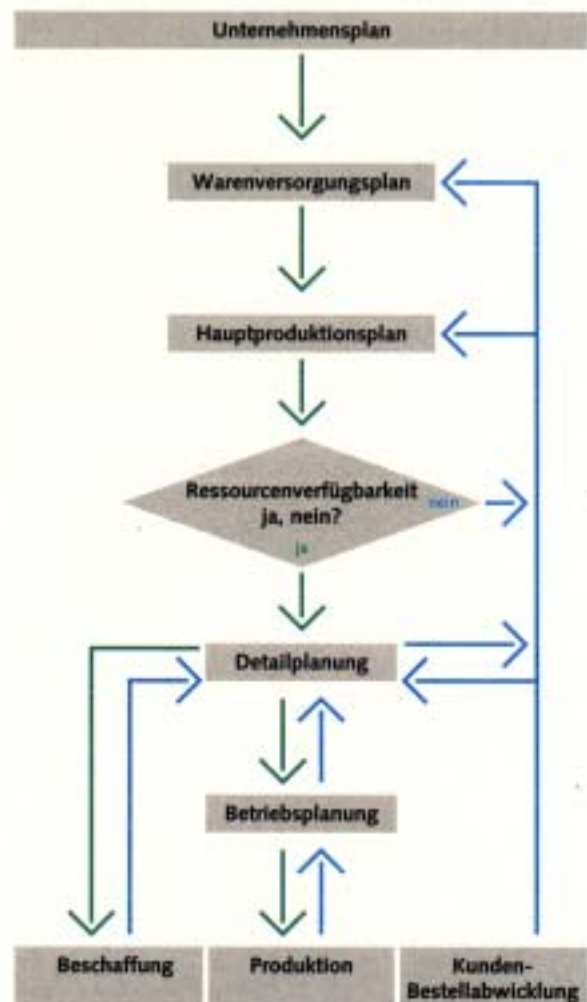 Unternehmensplan
Warenversorgungsplan
Hauptproduktionsplan
Ressourcenverfügbarkeit
ja, nein?
nein
ja
Detailplanung
Betriebsplanung
Beschaffung
Produktion
Kunden-
Bestellabwicklung